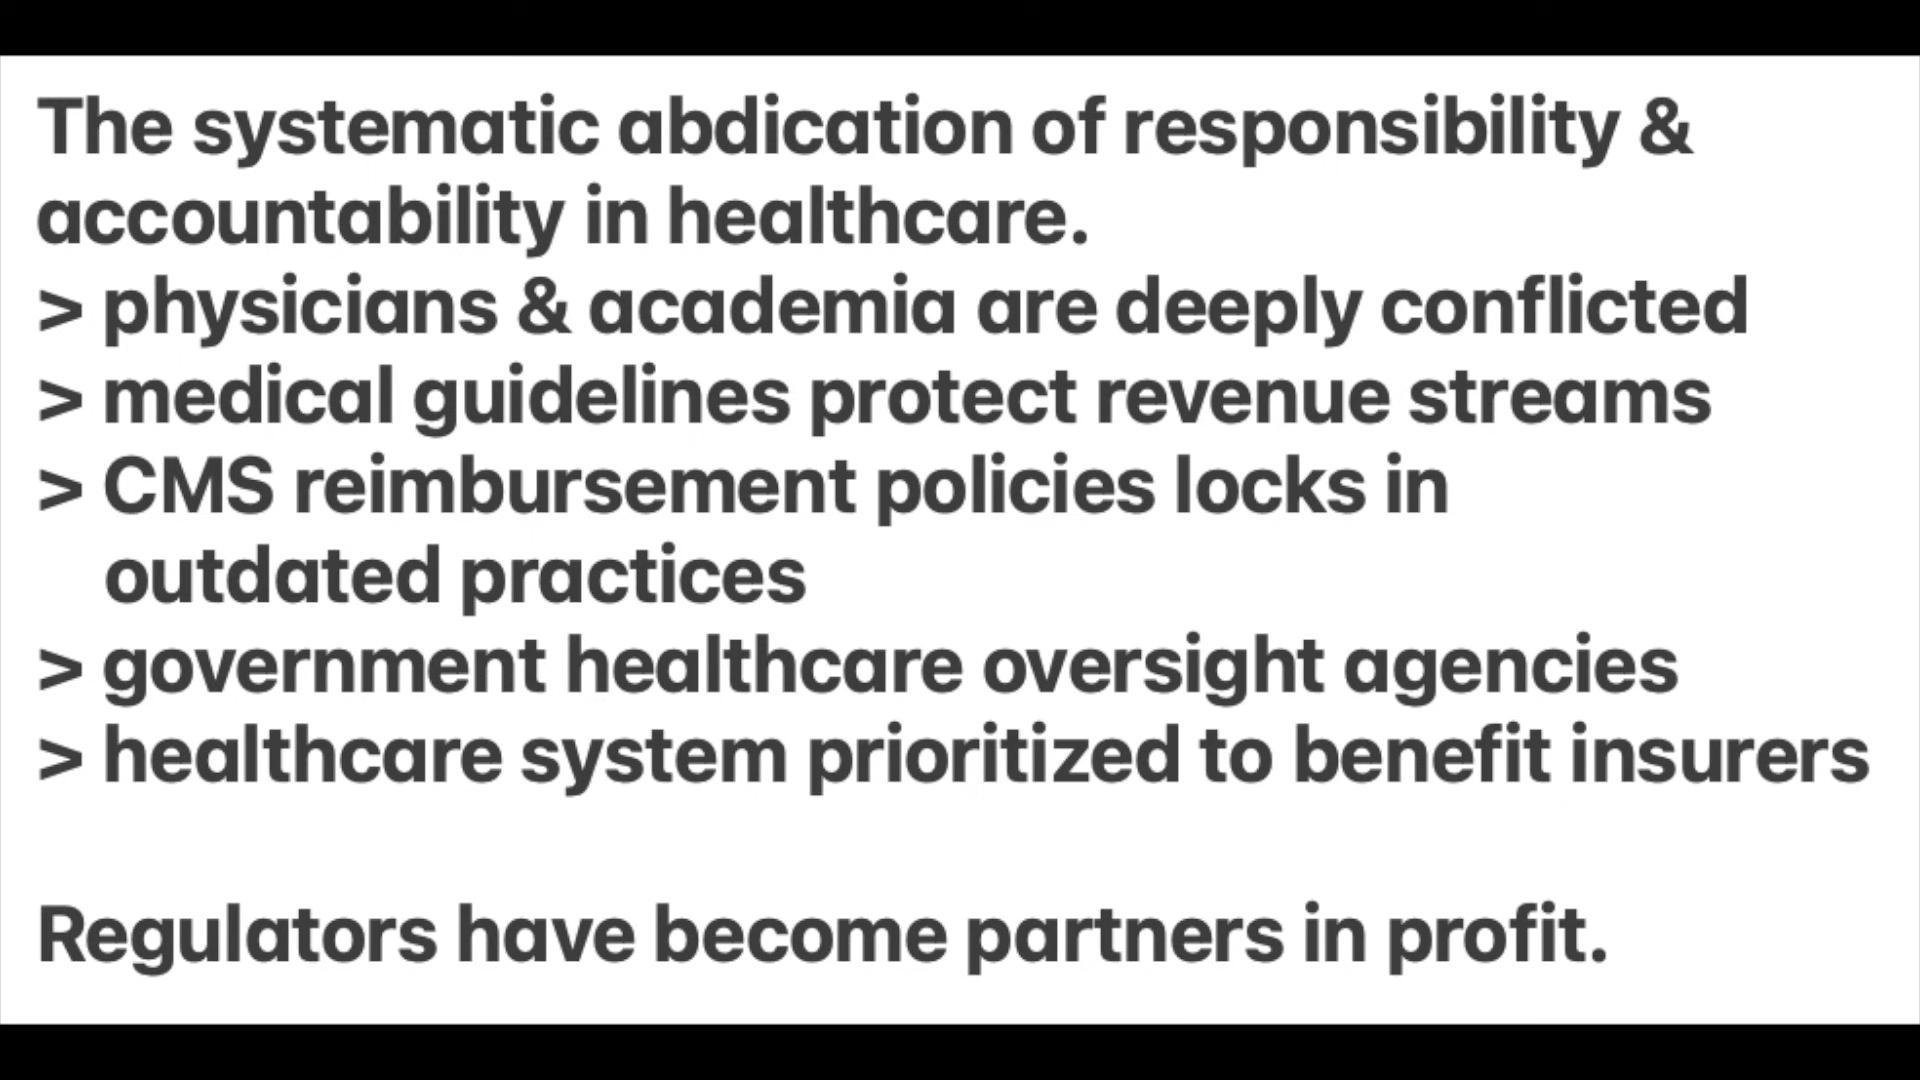 The systematic abdication of responsibility &
accountability in healthcare.
> physicians & academia are deeply conflicted
> medical guidelines protect revenue streams
> CMS reimbursement policies locks in
outdated practices
> government healthcare oversight agencies
> healthcare system prioritized to benefit insurers
Regulators have become partners in profit.